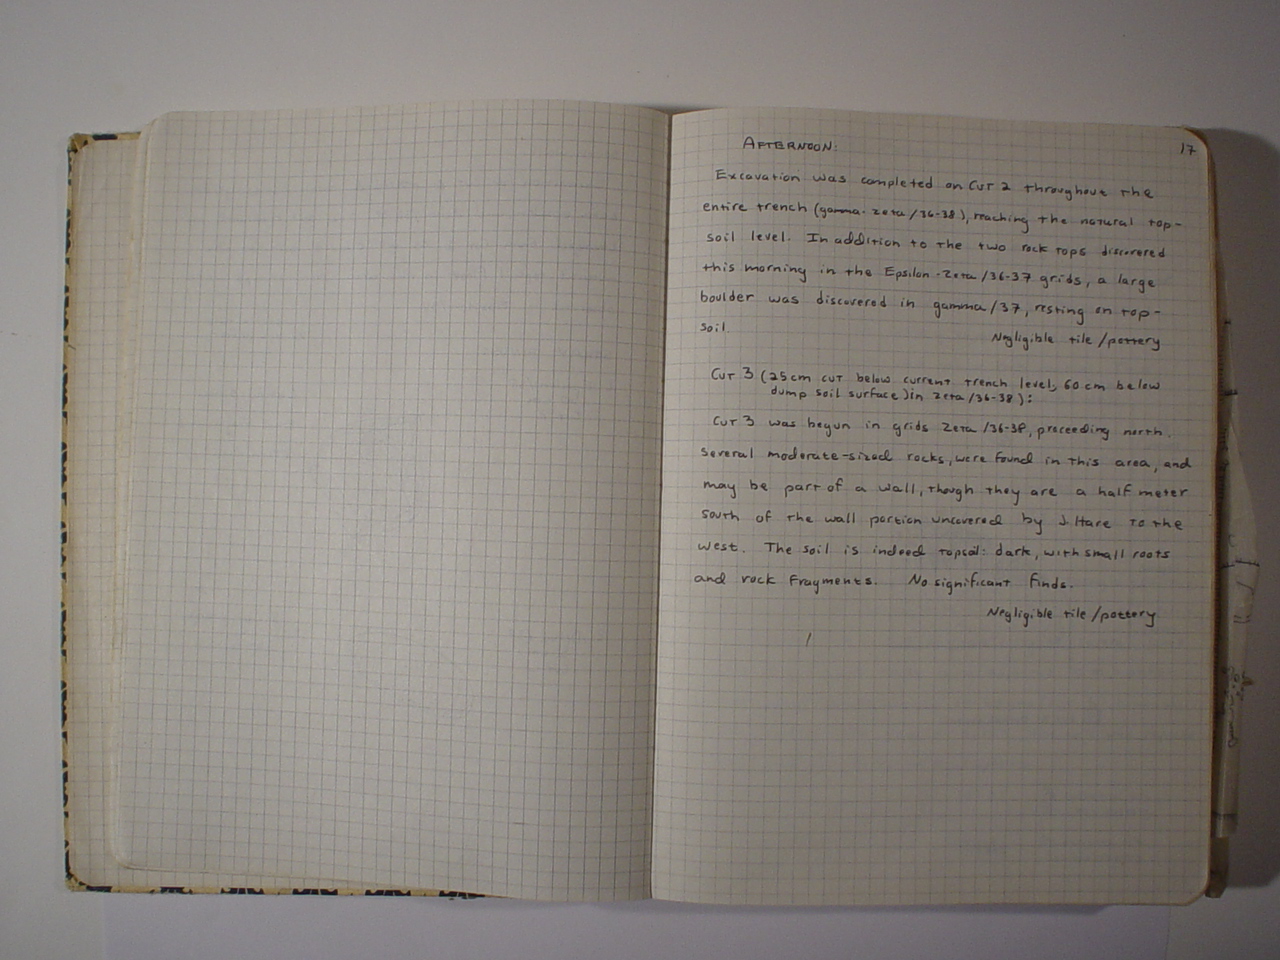 17
AFTERNOON:
Excavation was completed on Cut 2 throughout the
entire trench (gamma-zeta/36-38), reaching the natural top-
soil level. In addition to the two rock tops discovered
this morning in the Epsilon-Zeta/36-37 grids, a large
boulder was discovered in gamma/37, resting on top-
soil.
Negligible tile/pottery
Cut 3 (25cm cut below current trench level, 60 cm below
dump soil surface) in zeta/36-38):
Cut 3 was begun in grids Zeta/36-38, proceeding north.
Several moderate-sized rocks, were found in this area, and
may be part of a wall, though they are a half meter
south of the wall portion uncovered by J. Hare to the
west. The soil is indeed topsoil: dark, with small roots
and rock fragments. No significant finds.
Negligible tile/pottery